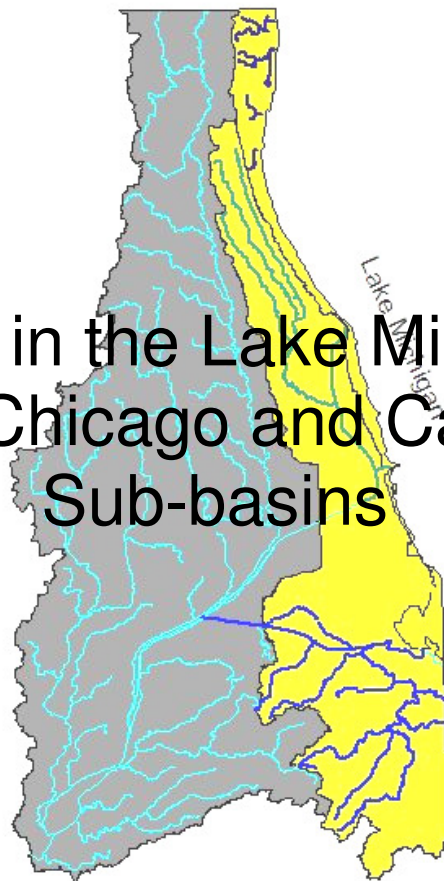 Lake Michigan
in the Lake Mi
Chicago and Ca
Sub-basins